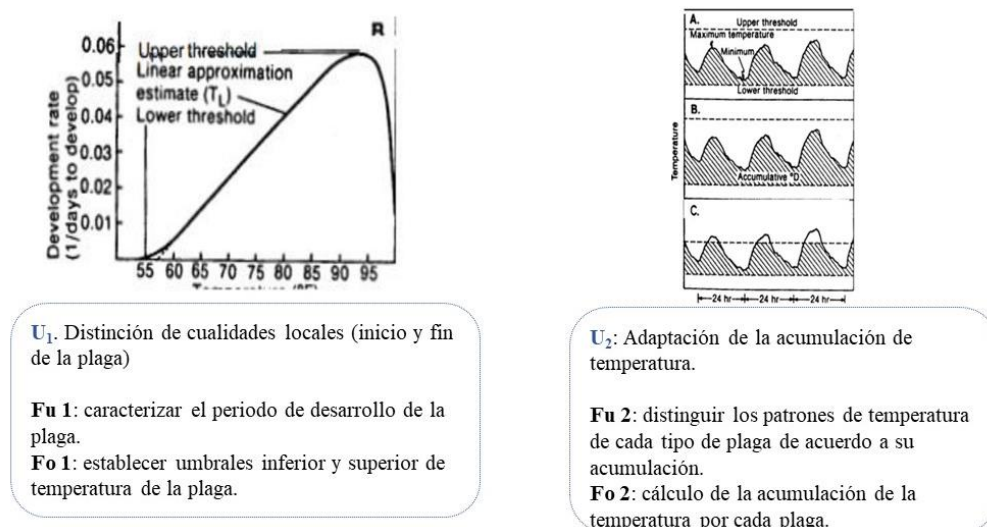 R
0.06
0.05
0.04
0.03
0.02
0.01
Development rate
(1/days to develop)
Upper threshold
Linear approximation
estimate (TL)
Lower threshold
55 60 65 70 75 80 85 90 95
Temperature (°F)
A.
Upper threshold
Maximum temperature
Minimum
Lower threshold
B.
Accumulative °D
C.
Temperature
24 hr 24 hr 24 hr
U1. Distinción de cualidades locales (inicio y fin
de la plaga)
Fu 1: caracterizar el periodo de desarrollo de la
plaga.
Fo 1: establecer umbrales inferior y superior de
temperatura de la plaga.
U2: Adaptación de la acumulación de
temperatura.
Fu 2: distinguir los patrones de temperatura
de cada tipo de plaga de acuerdo a su
acumulación.
Fo 2: cálculo de la acumulación de la
temperatura por cada plaga.